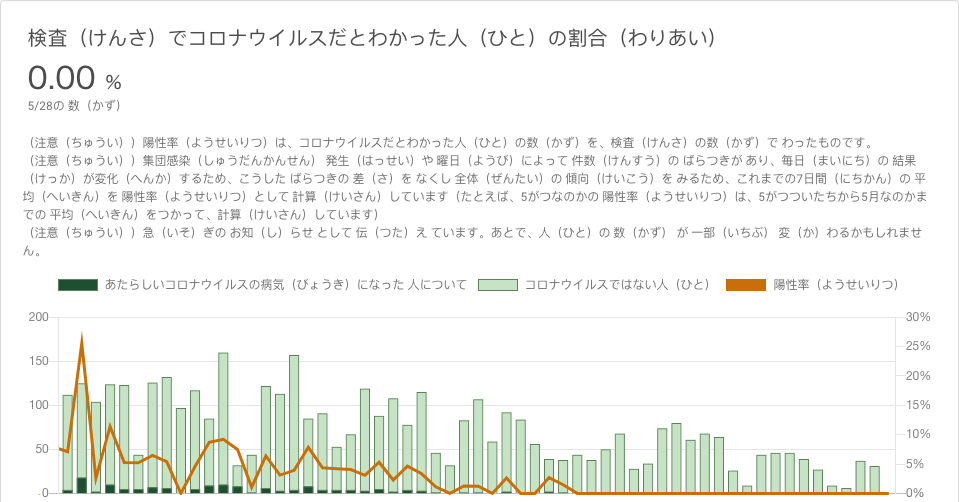 検査（けんさ）でコロナウイルスだとわかった人（ひと）の割合（わりあい）
0.00 %
5/28の 数（かず）
（注意（ちゅうい））陽性率（ようせいりつ）は、コロナウイルスだとわかった人（ひと）の数（かず）を、検査（けんさ）の数（かず）で わったものです。
（注意（ちゅうい））集団感染（しゅうだんかんせん） 発生（はっせい）や 曜日（ようび）によって 件数（けんすう）の ばらつきが あり、毎日（まいにち）の 結果
（けっか）が変化（へんか）するため、こうした ばらつきの 差（さ）を なくし 全体（ぜんたい）の 傾向（けいこう）を みるため、これまでの7日間（にちかん）の 平
均（へいきん）を 陽性率（ようせいりつ）として 計算（けいさん）しています（たとえば、5がつなのかの 陽性率（ようせいりつ）は、5がつついたちから5月なのかま
での 平均（へいきん）をつかって、計算（けいさん）しています）
（注意（ちゅうい））急（いそ）ぎの お知（し）らせ として 伝（つた）え ています。あとで、人（ひと）の 数（かず） が 一部（いちぶ） 変（か）わるかもしれませ
ん。
あたらしいコロナウイルスの病気（びょうき）になった 人について コロナウイルスではない人（ひと） 陽性率（ようせいりつ）
200 30%
25%
150
20%
100 15%
10%
50
5%
0 0%